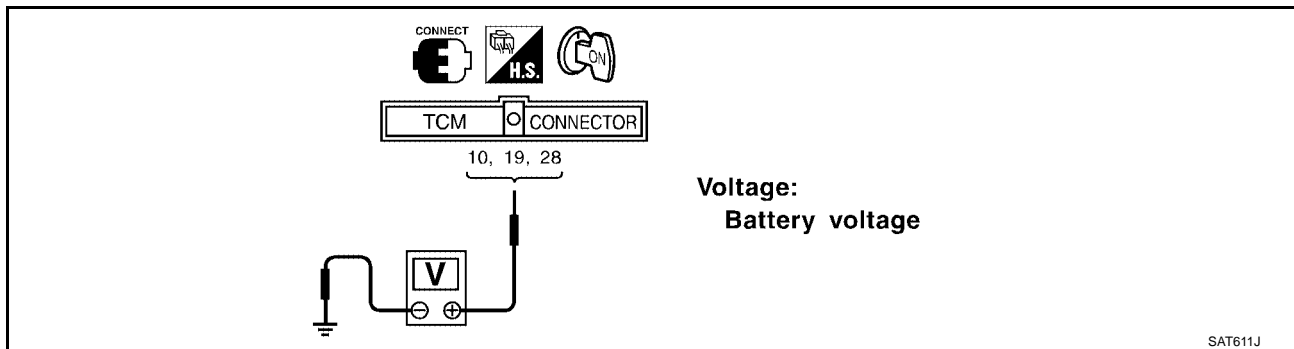 CONNECT
H.S.
ON
TCM CONNECTOR
10, 19, 28
Voltage:
Battery voltage
V
SAT611J